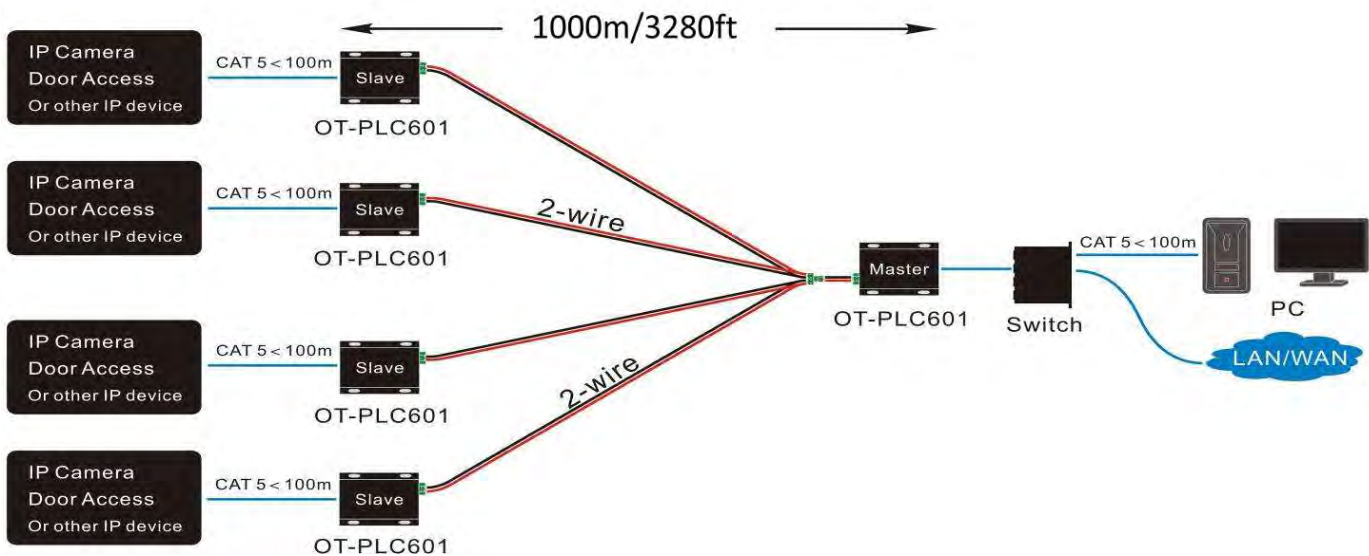 1000m/3280ft
IP Camera
Door Access
Or other IP device
CAT 5<100m
Slave
OT-PLC601
IP Camera
Door Access
Or other IP device
CAT 5<100m
Slave
OT-PLC601
2-wire
IP Camera
Door Access
Or other IP device
CAT 5<100m
Slave
OT-PLC601
2-wire
IP Camera
Door Access
Or other IP device
CAT 5<100m
Slave
OT-PLC601
Master
OT-PLC601
Switch
CAT 5<100m
PC
LAN/WAN